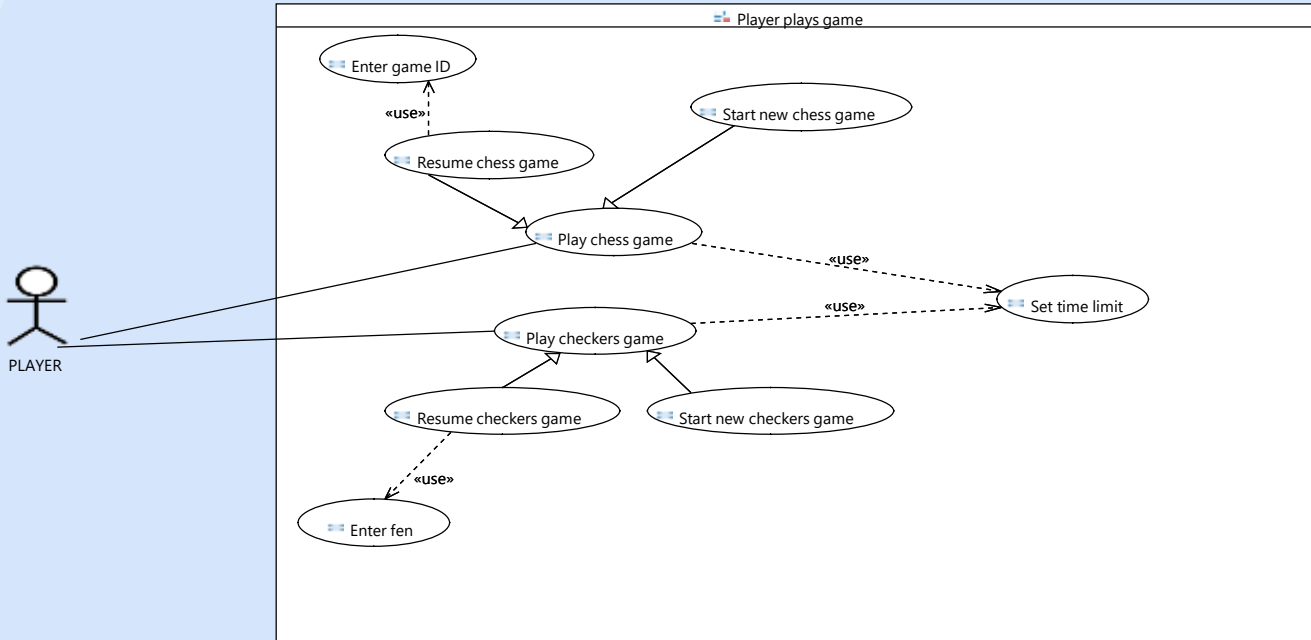 Player plays game
Enter game ID
«use»
Start new chess game
Resume chess game
Play chess game
«use»
Set time limit
«use»
Play checkers game
PLAYER
Resume checkers game
Start new checkers game
«use»
Enter fen